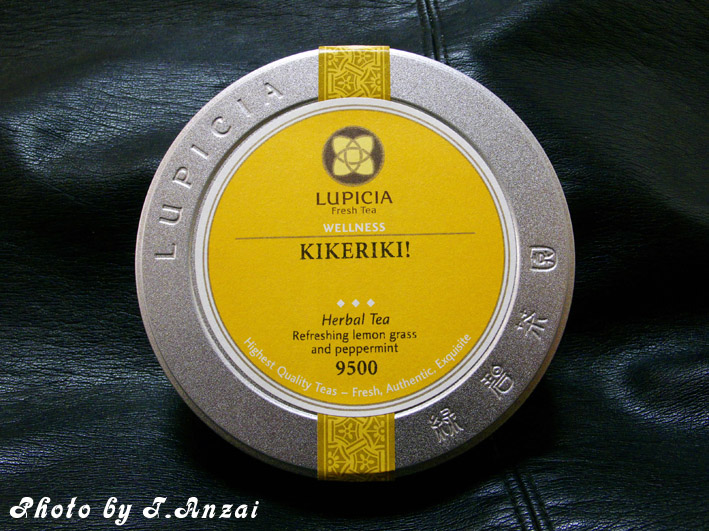 LUPICIA
LUPICIA
Fresh Tea
WELLNESS
KIKERIKI!
Herbal Tea
Refreshing lemon grass
and peppermint
9500
Highest Quality Teas – Fresh, Authentic, Exquisite
緑碧茶園
Photo by T.Anzai